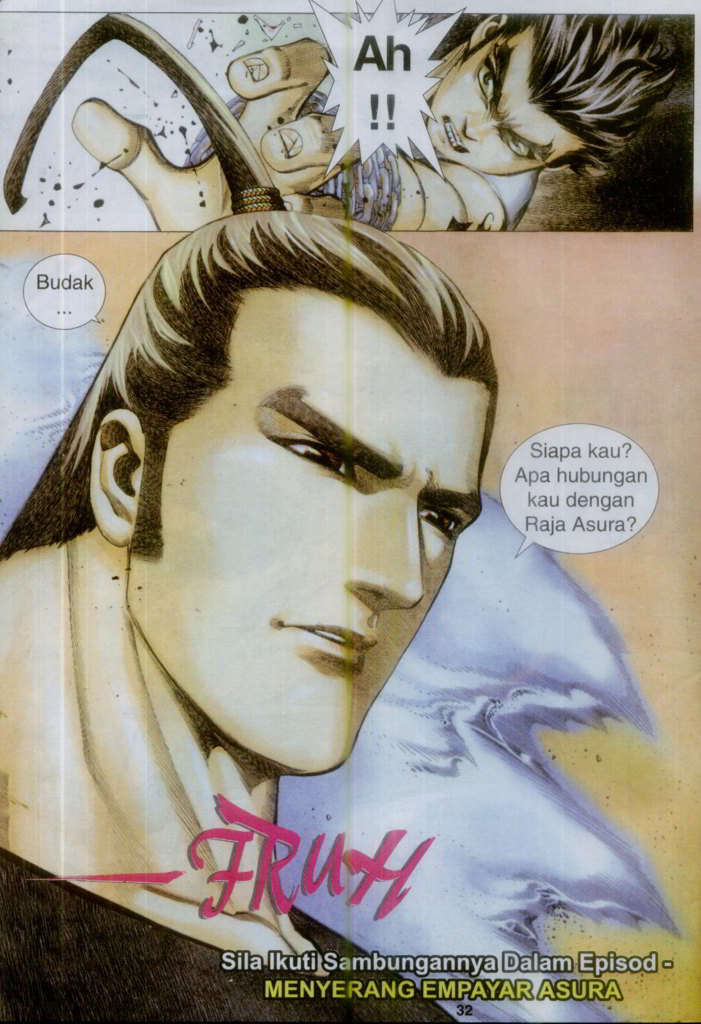 Ah
!!
Budak
...
Siapa kau?
Apa hubungan
kau dengan
Raja Asura?
FRUH
Sila Ikuti Sambungannya Dalam Episod -
MENYERANG EMPAYAR ASURA
32